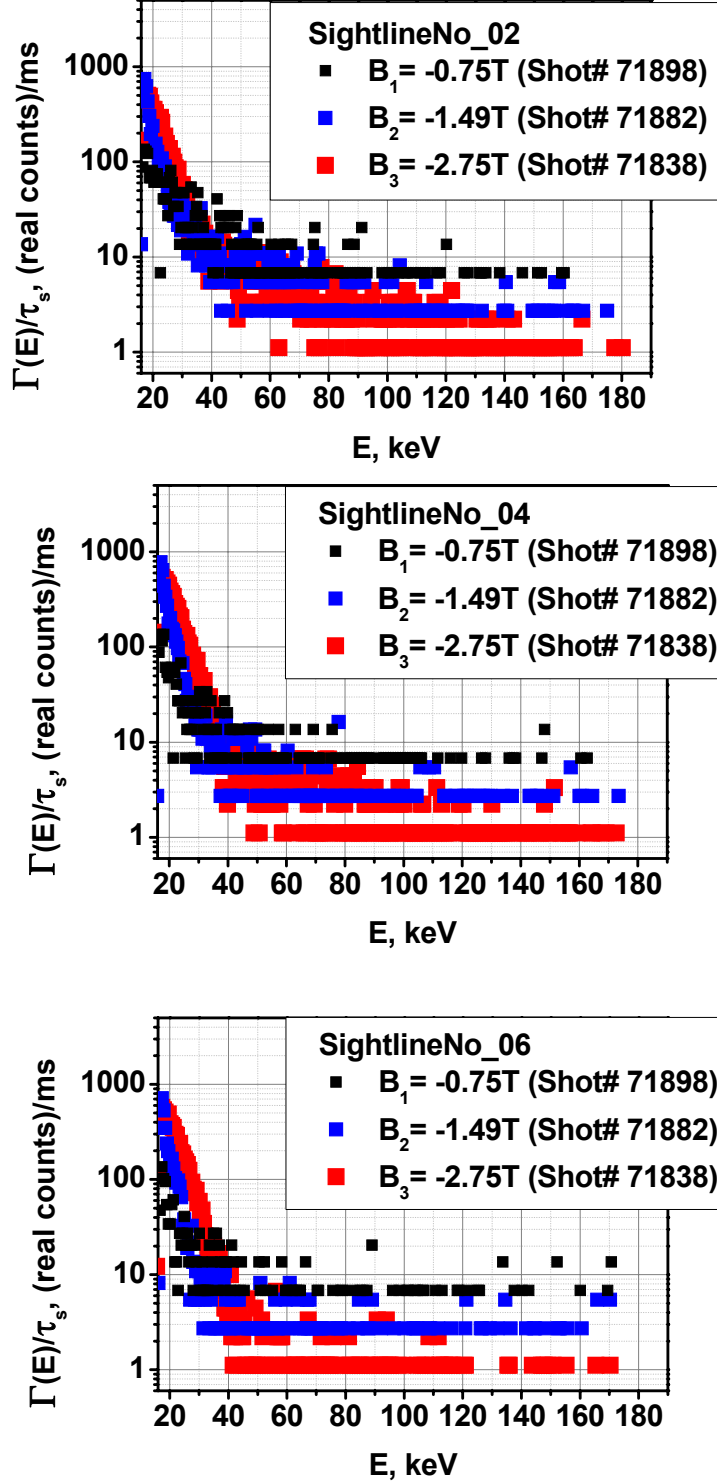 SightlineNo_02
B1= -0.75T (Shot# 71898)
B2= -1.49T (Shot# 71882)
B3= -2.75T (Shot# 71838)
Γ(E)/τs, (real counts)/ms
1000
100
10
1
20 40 60 80 100 120 140 160 180
E, keV
SightlineNo_04
B1= -0.75T (Shot# 71898)
B2= -1.49T (Shot# 71882)
B3= -2.75T (Shot# 71838)
Γ(E)/τs, (real counts)/ms
1000
100
10
1
20 40 60 80 100 120 140 160 180
E, keV
SightlineNo_06
B1= -0.75T (Shot# 71898)
B2= -1.49T (Shot# 71882)
B3= -2.75T (Shot# 71838)
Γ(E)/τs, (real counts)/ms
1000
100
10
1
20 40 60 80 100 120 140 160 180
E, keV